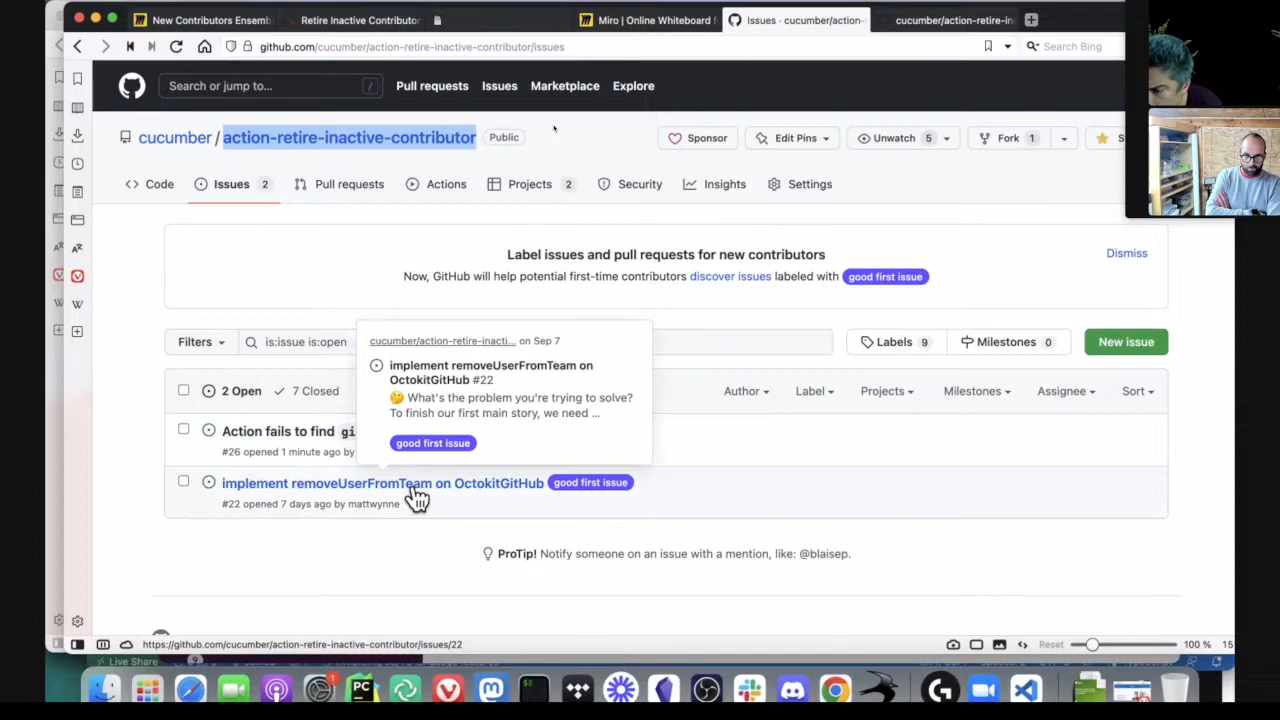 New Contributors Ensemb
Retire Inactive Contributor
Miro | Online Whiteboard f
Issues · cucumber/action-
cucumber/action-retire-in
github.com/cucumber/action-retire-inactive-contributor/issues
Search Bing
Search or jump to...
/
Pull requests
Issues
Marketplace
Explore
cucumber / action-retire-inactive-contributor
Public
Sponsor
Edit Pins
Unwatch 5
Fork 1
S
Code
Issues 2
Pull requests
Actions
Projects 2
Security
Insights
Settings
Label issues and pull requests for new contributors
Dismiss
Now, GitHub will help potential first-time contributors discover issues labeled with good first issue
Filters
is:issue is:open
Labels 9
Milestones 0
New issue
cucumber/action-retire-inacti... on Sep 7
implement removeUserFromTeam on
OctokitGitHub #22
🤔 What's the problem you're trying to solve?
To finish our first main story, we need ...
good first issue
2 Open
7 Closed
Author
Label
Projects
Milestones
Assignee
Sort
Action fails to find gi
#26 opened 1 minute ago by
implement removeUserFromTeam on OctokitGitHub good first issue
#22 opened 7 days ago by mattwynne
ProTip! Notify someone on an issue with a mention, like: @blaisep.
https://github.com/cucumber/action-retire-inactive-contributor/issues/22
Reset
100 %
15
Live Share
1
PC